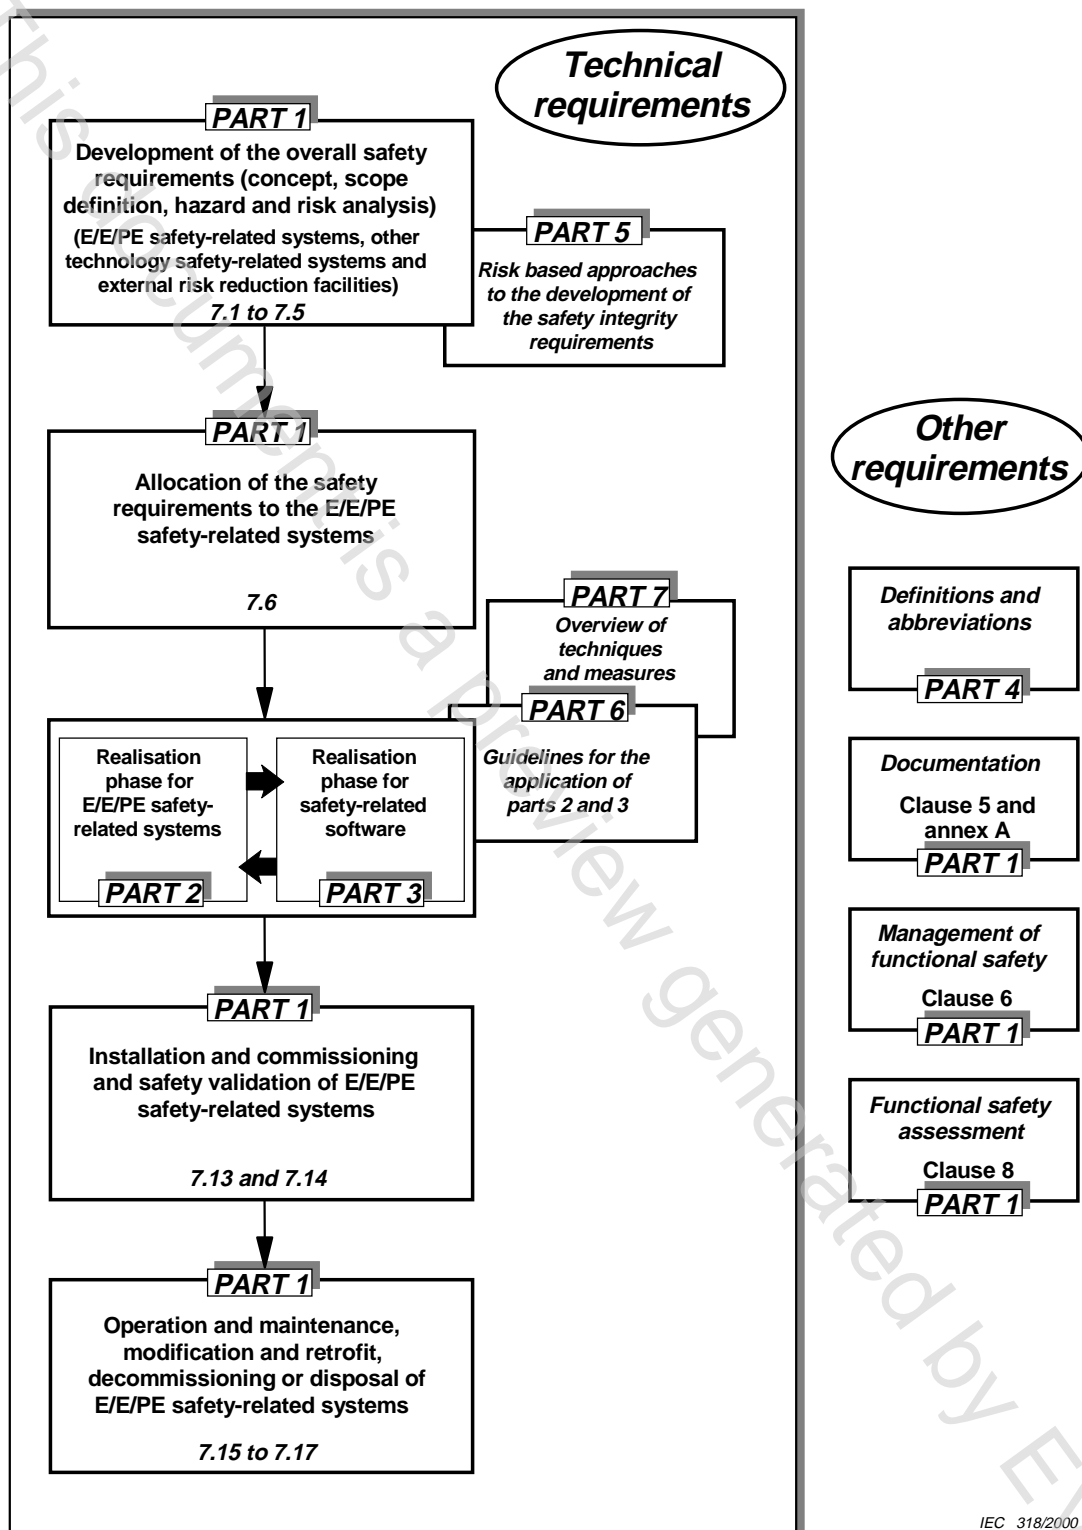 Technical
requirements
PART 1
Development of the overall safety
requirements (concept, scope
definition, hazard and risk analysis)
(E/E/PE safety-related systems, other
technology safety-related systems and
external risk reduction facilities)
7.1 to 7.5
PART 5
Risk based approaches
to the development of
the safety integrity
requirements
PART 1
Allocation of the safety
requirements to the E/E/PE
safety-related systems
7.6
PART 7
Overview of
techniques
and measures
PART 6
Guidelines for the
application of
parts 2 and 3
Realisation
phase for
E/E/PE safety-
related systems
PART 2
Realisation
phase for
safety-related
software
PART 3
PART 1
Installation and commissioning
and safety validation of E/E/PE
safety-related systems
7.13 and 7.14
PART 1
Operation and maintenance,
modification and retrofit,
decommissioning or disposal of
E/E/PE safety-related systems
7.15 to 7.17
Other
requirements
Definitions and
abbreviations
PART 4
Documentation
Clause 5 and
annex A
PART 1
Management of
functional safety
Clause 6
PART 1
Functional safety
assessment
Clause 8
PART 1
IEC 318/2000
This document is a preview generated by